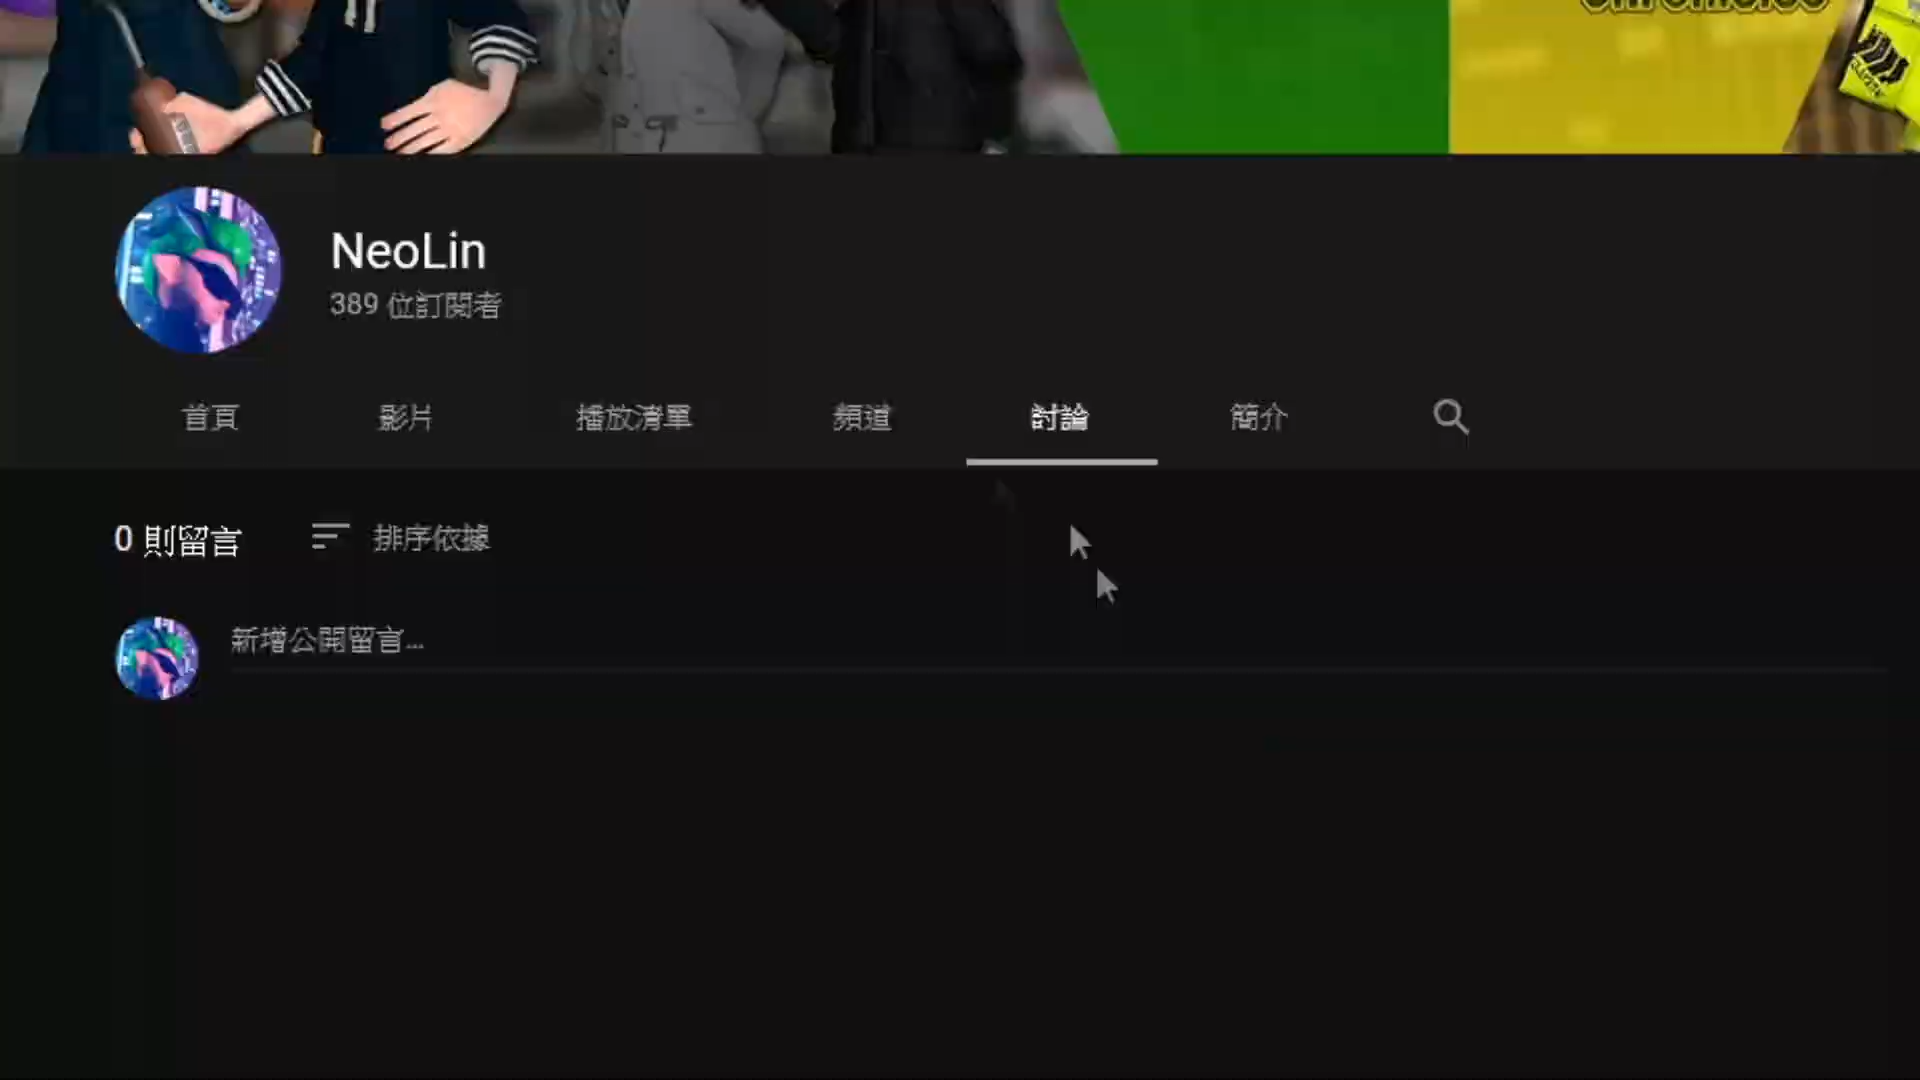 NeoLin
389 位訂閱者
首頁 影片 播放清單 頻道 討論 簡介
0 則留言 排序依據
新增公開留言...